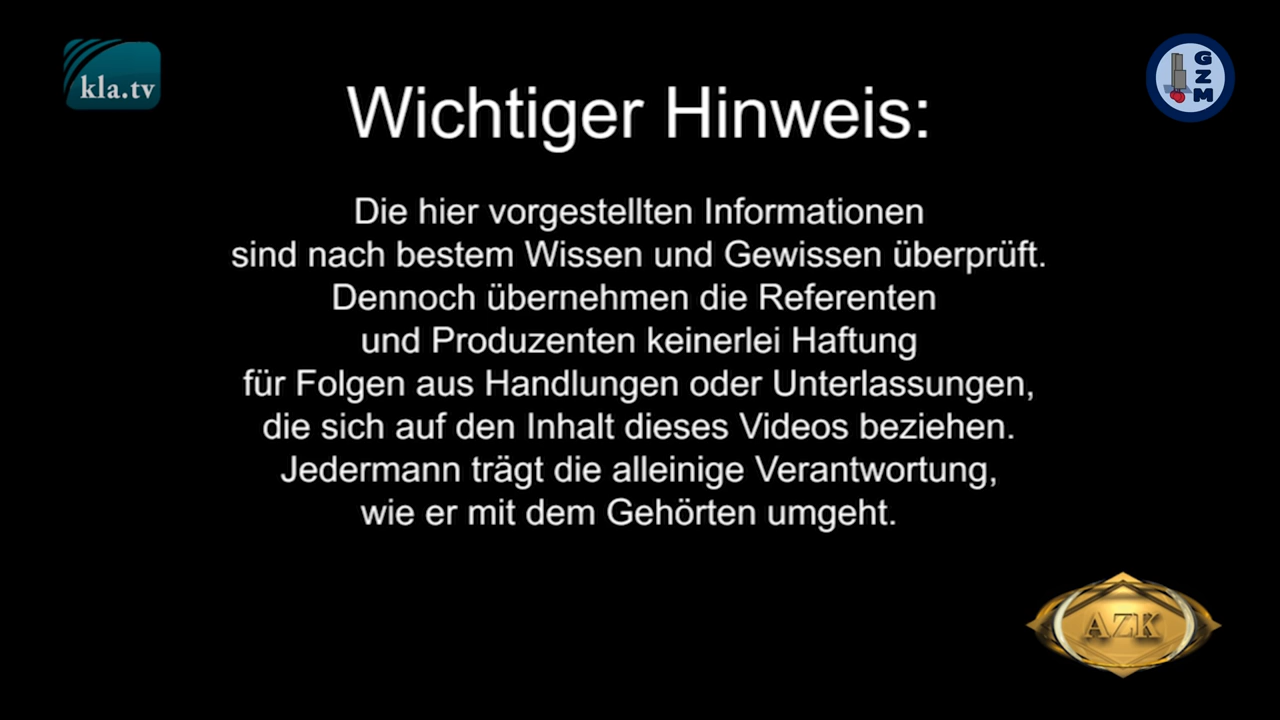 kla.tv
GZM
Wichtiger Hinweis:
Die hier vorgestellten Informationen
sind nach bestem Wissen und Gewissen überprüft.
Dennoch übernehmen die Referenten
und Produzenten keinerlei Haftung
für Folgen aus Handlungen oder Unterlassungen,
die sich auf den Inhalt dieses Videos beziehen.
Jedermann trägt die alleinige Verantwortung,
wie er mit dem Gehörten umgeht.
AZK